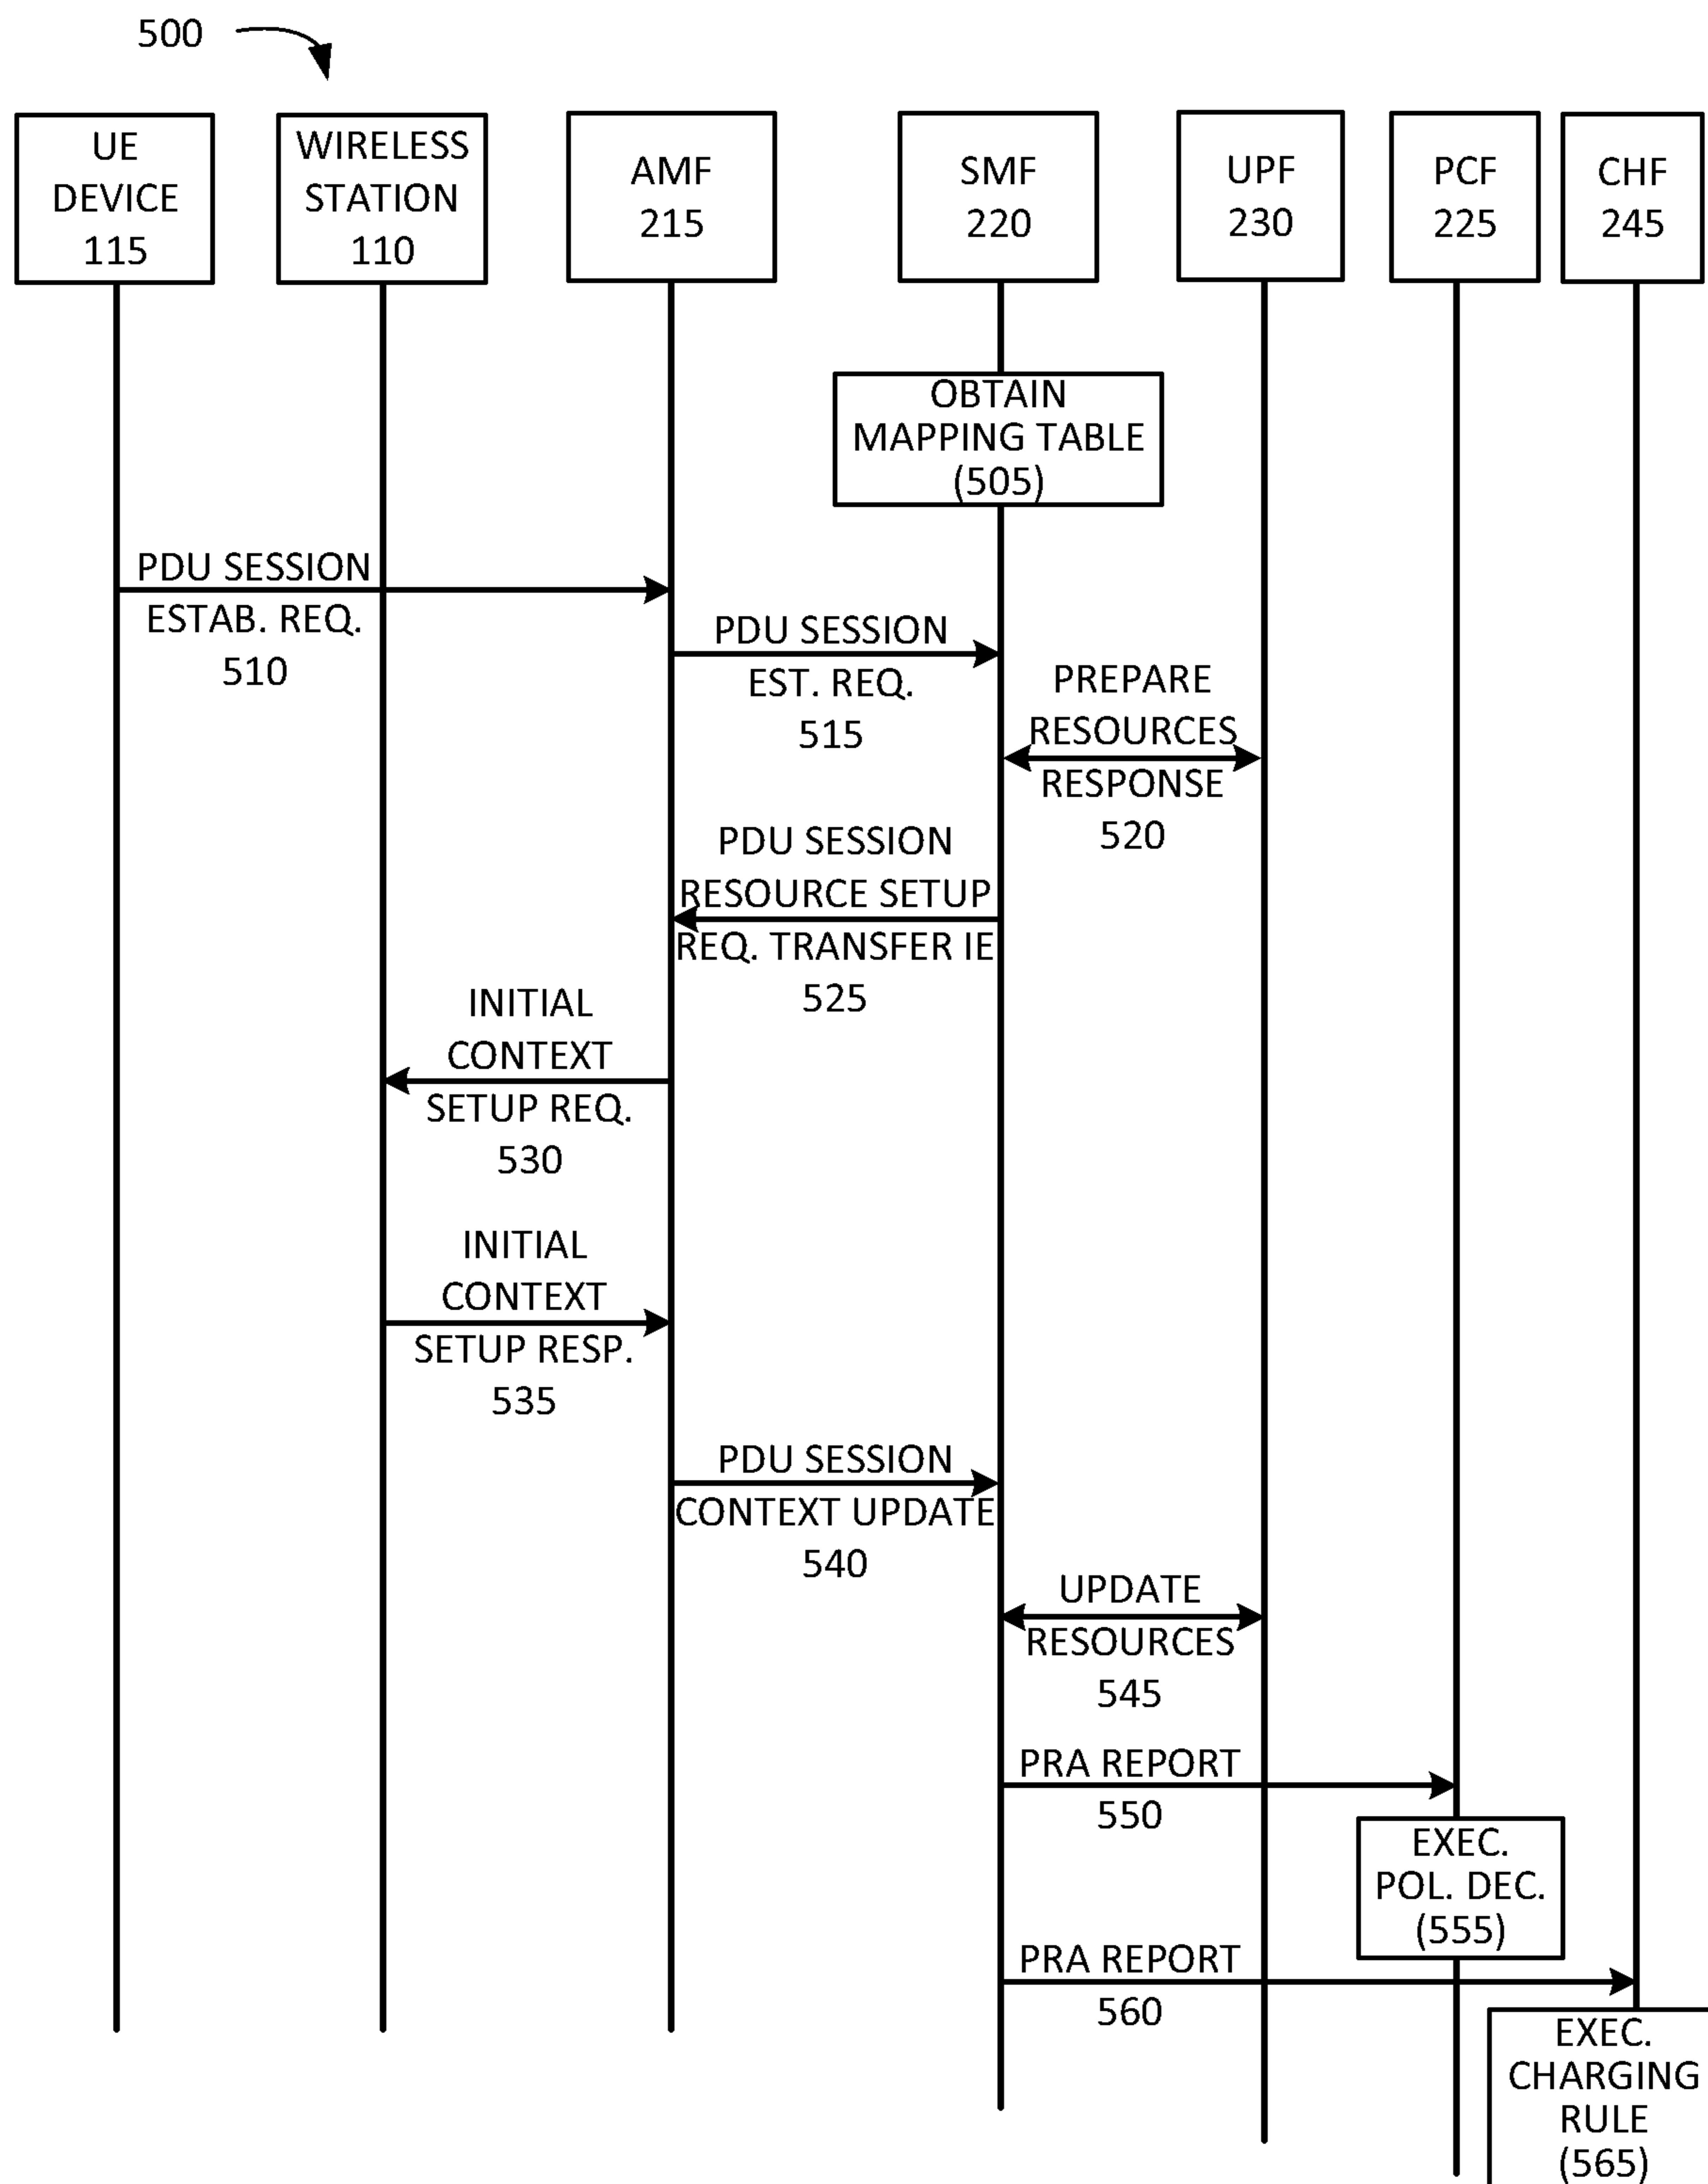 500
UE
DEVICE
115
WIRELESS
STATION
110
AMF
215
SMF
220
UPF
230
PCF
225
CHF
245
OBTAIN
MAPPING TABLE
(505)
PDU SESSION
ESTAB. REQ.
510
PDU SESSION
EST. REQ.
515
PREPARE
RESOURCES
RESPONSE
520
PDU SESSION
RESOURCE SETUP
REQ. TRANSFER IE
525
INITIAL
CONTEXT
SETUP REQ.
530
INITIAL
CONTEXT
SETUP RESP.
535
PDU SESSION
CONTEXT UPDATE
540
UPDATE
RESOURCES
545
PRA REPORT
550
EXEC.
POL. DEC.
(555)
PRA REPORT
560
EXEC.
CHARGING
RULE
(565)